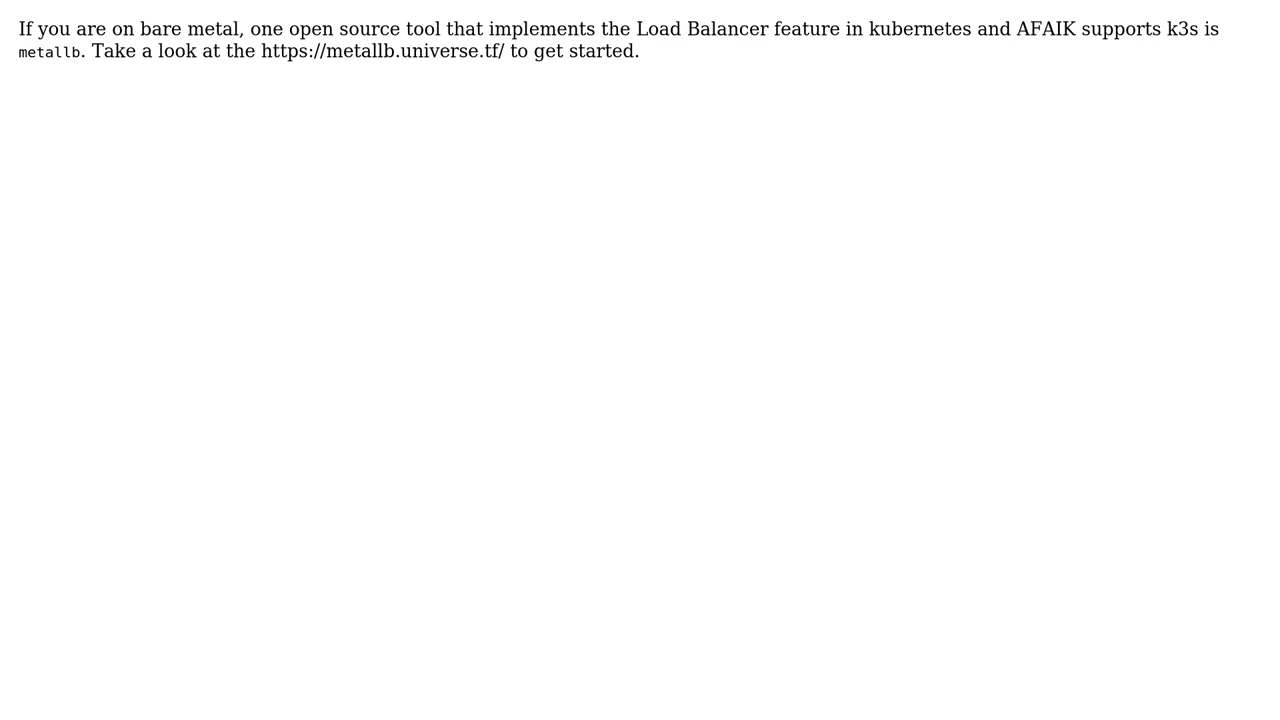 If you are on bare metal, one open source tool that implements the Load Balancer feature in kubernetes and AFAIK supports k3s is
metallb. Take a look at the https://metallb.universe.tf/ to get started.